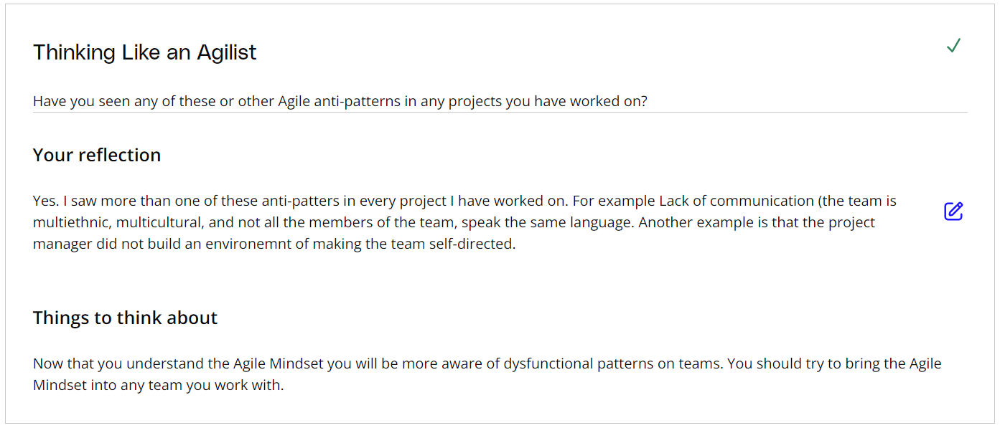 Thinking Like an Agilist
Have you seen any of these or other Agile anti-patterns in any projects you have worked on?
Your reflection
Yes. I saw more than one of these anti-patters in every project I have worked on. For example Lack of communication (the team is
multiethnic, multicultural, and not all the members of the team, speak the same language. Another example is that the project
manager did not build an environemnt of making the team self-directed.
Things to think about
Now that you understand the Agile Mindset you will be more aware of dysfunctional patterns on teams. You should try to bring the Agile
Mindset into any team you work with.